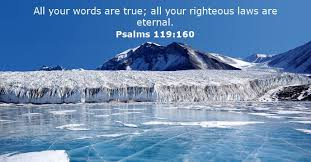 All your words are true; all your righteous laws are
eternal.
Psalms 119:160